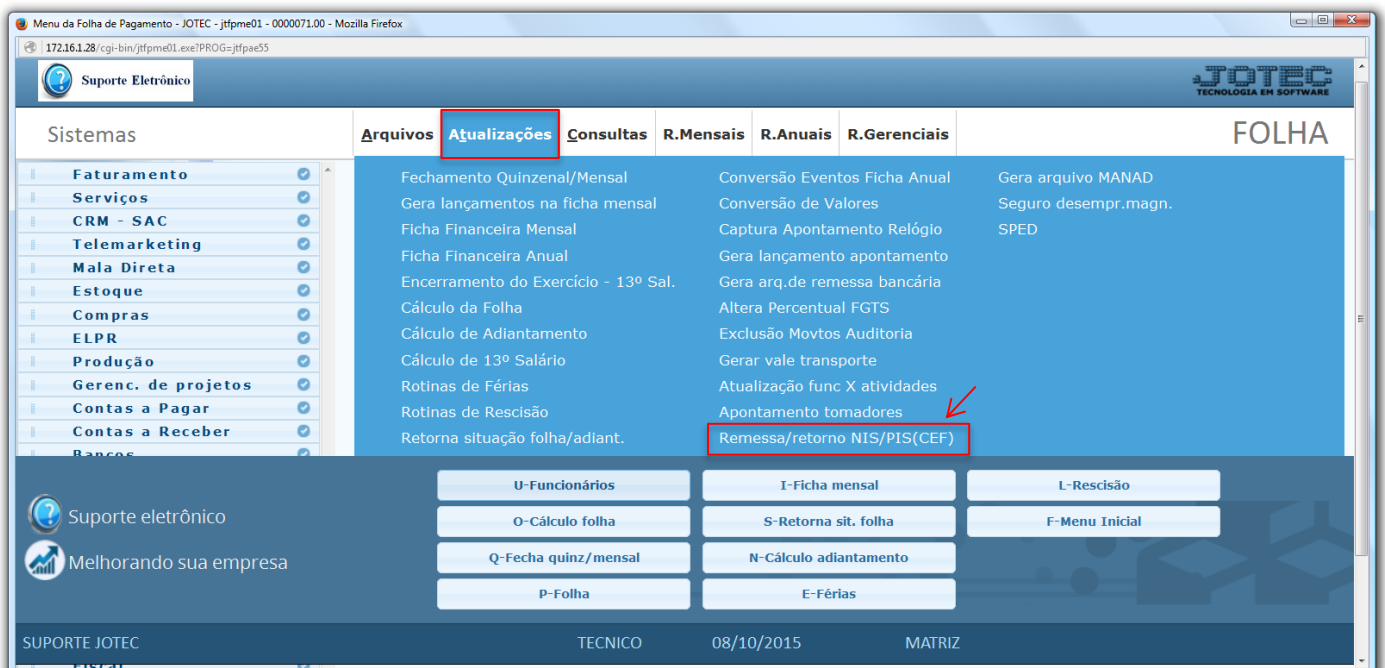 Menu da Folha de Pagamento - JOTEC - jtfpme01 - 0000071.00 - Mozilla Firefox
172.16.1.28/cgi-bin/jtfpme01.exe?PROG=jtfpae55
Suporte Eletrônico
JOTEC
TECNOLOGIA EM SOFTWARE
Sistemas
Arquivos Atualizações Consultas R.Mensais R.Anuais R.Gerenciais
FOLHA
Faturamento
Serviços
CRM - SAC
Telemarketing
Mala Direta
Estoque
Compras
ELPR
Produção
Gerenc. de projetos
Contas a Pagar
Contas a Receber
Bancos
Fechamento Quinzenal/Mensal
Gera lançamentos na ficha mensal
Ficha Financeira Mensal
Ficha Financeira Anual
Encerramento do Exercício - 13º Sal.
Cálculo da Folha
Cálculo de Adiantamento
Cálculo de 13º Salário
Rotinas de Férias
Rotinas de Rescisão
Retorna situação folha/adiant.
Conversão Eventos Ficha Anual
Conversão de Valores
Captura Apontamento Relógio
Gera lançamento apontamento
Gera arq.de remessa bancária
Altera Percentual FGTS
Exclusão Movtos Auditoria
Gerar vale transporte
Atualização func X atividades
Apontamento tomadores
Remessa/retorno NIS/PIS(CEF)
Gera arquivo MANAD
Seguro desempr.magn.
SPED
Suporte eletrônico
Melhorando sua empresa
U-Funcionários
I-Ficha mensal
L-Rescisão
O-Cálculo folha
S-Retorna sit. folha
F-Menu Inicial
Q-Fecha quinz/mensal
N-Cálculo adiantamento
P-Folha
E-Férias
SUPORTE JOTEC TECNICO 08/10/2015 MATRIZ
Fiscal